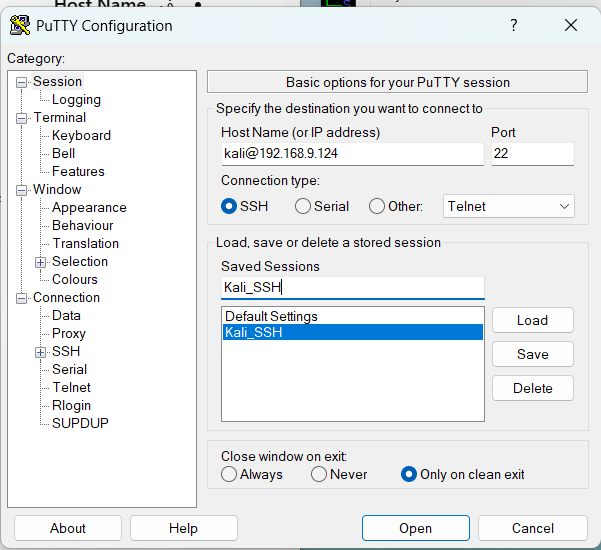 Host Name
PuTTY Configuration
?
Category:
Session
Logging
Terminal
Keyboard
Bell
Features
Window
Appearance
Behaviour
Translation
Selection
Colours
Connection
Data
Proxy
SSH
Serial
Telnet
Rlogin
SUPDUP
Basic options for your PuTTY session
Specify the destination you want to connect to
Host Name (or IP address) Port
kali@192.168.9.124 22
Connection type:
SSH Serial Other: Telnet
Load, save or delete a stored session
Saved Sessions
Kali_SSH
Default Settings
Kali_SSH
Load
Save
Delete
Close window on exit:
Always Never Only on clean exit
About Help Open Cancel